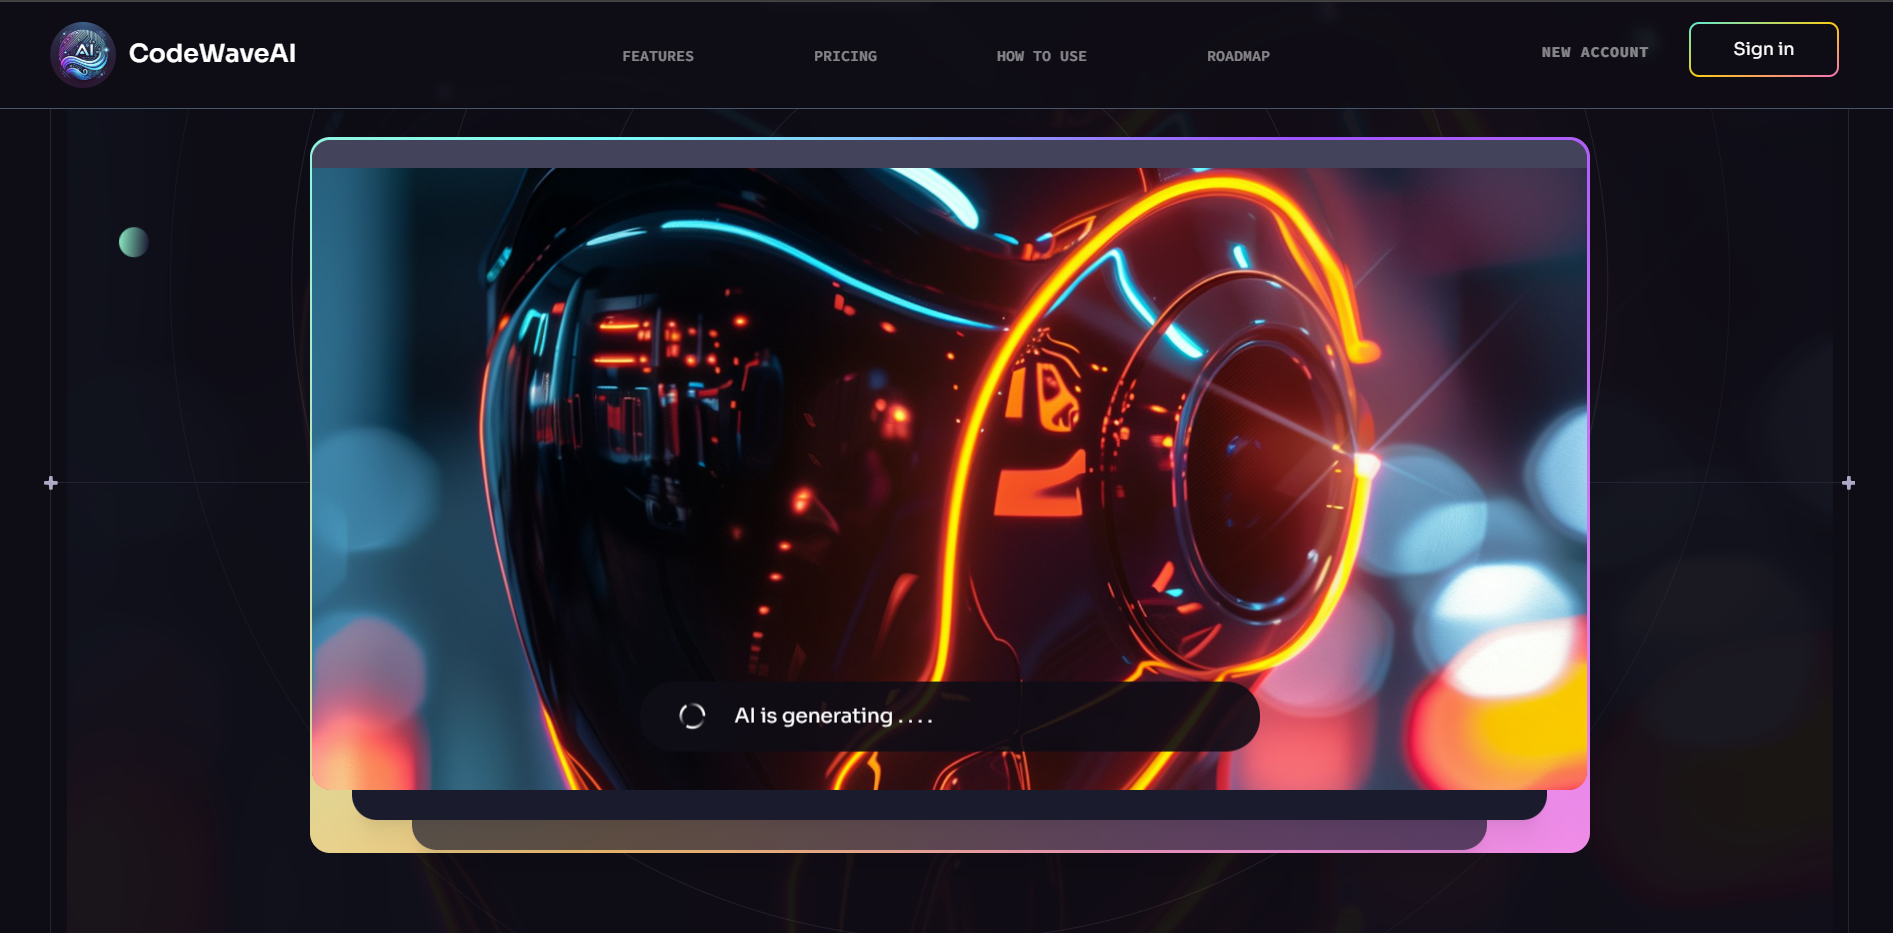 AI
CodeWaveAI
FEATURES
PRICING
HOW TO USE
ROADMAP
NEW ACCOUNT
Sign in
AI is generating . . . .